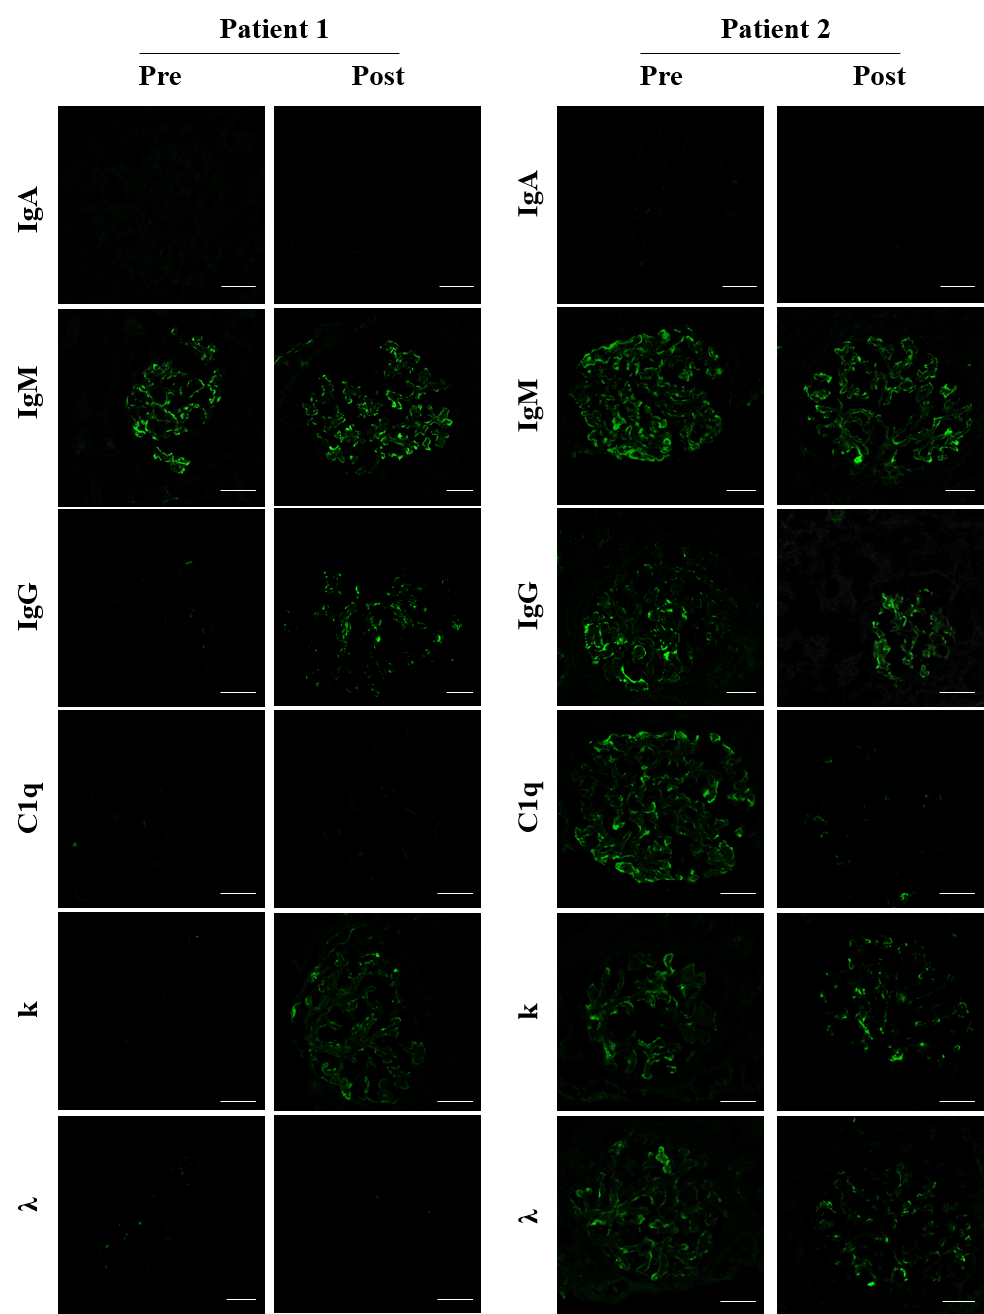 Patient 1 Patient 2
Pre Post Pre Post
IgA IgA
IgM IgM
IgG IgG
C1q C1q
k k
λ λ